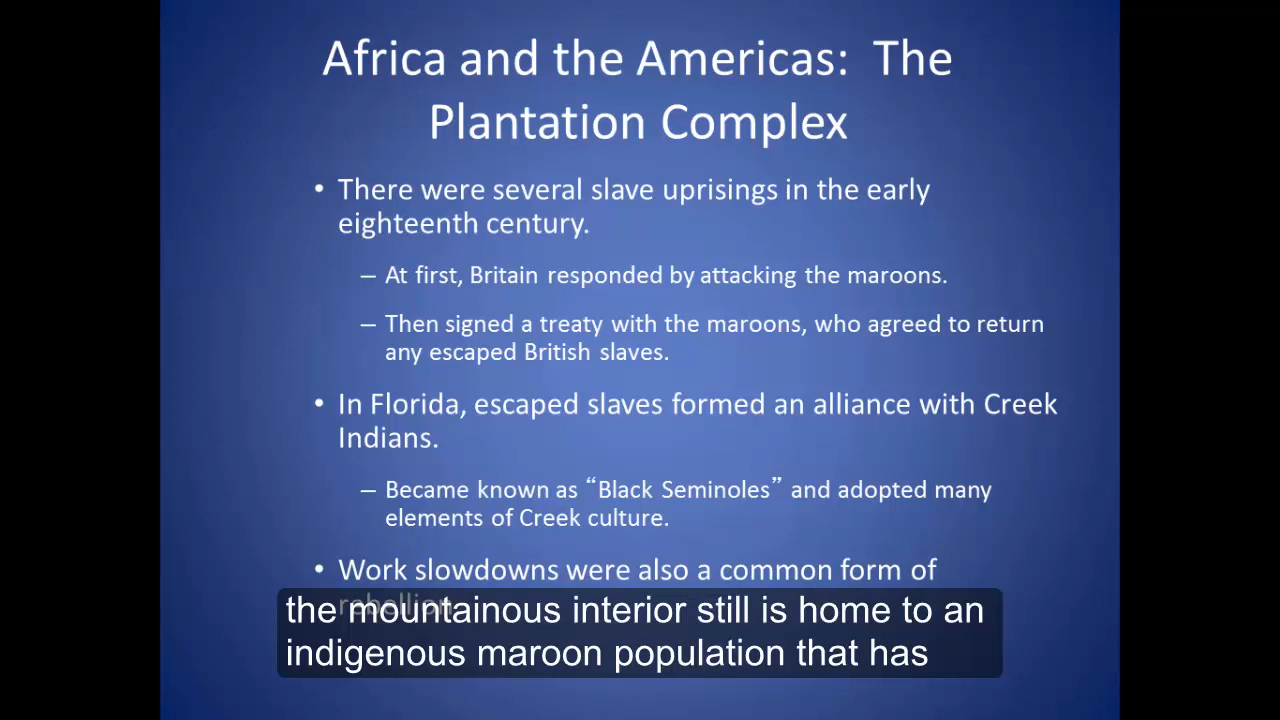 Africa and the Americas: The
Plantation Complex
• There were several slave uprisings in the early
eighteenth century.
– At first, Britain responded by attacking the maroons.
– Then signed a treaty with the maroons, who agreed to return
any escaped British slaves.
• In Florida, escaped slaves formed an alliance with Creek
Indians.
– Became known as “Black Seminoles” and adopted many
elements of Creek culture.
• Work slowdowns were also a common form of
rebellion.
the mountainous interior still is home to an
indigenous maroon population that has